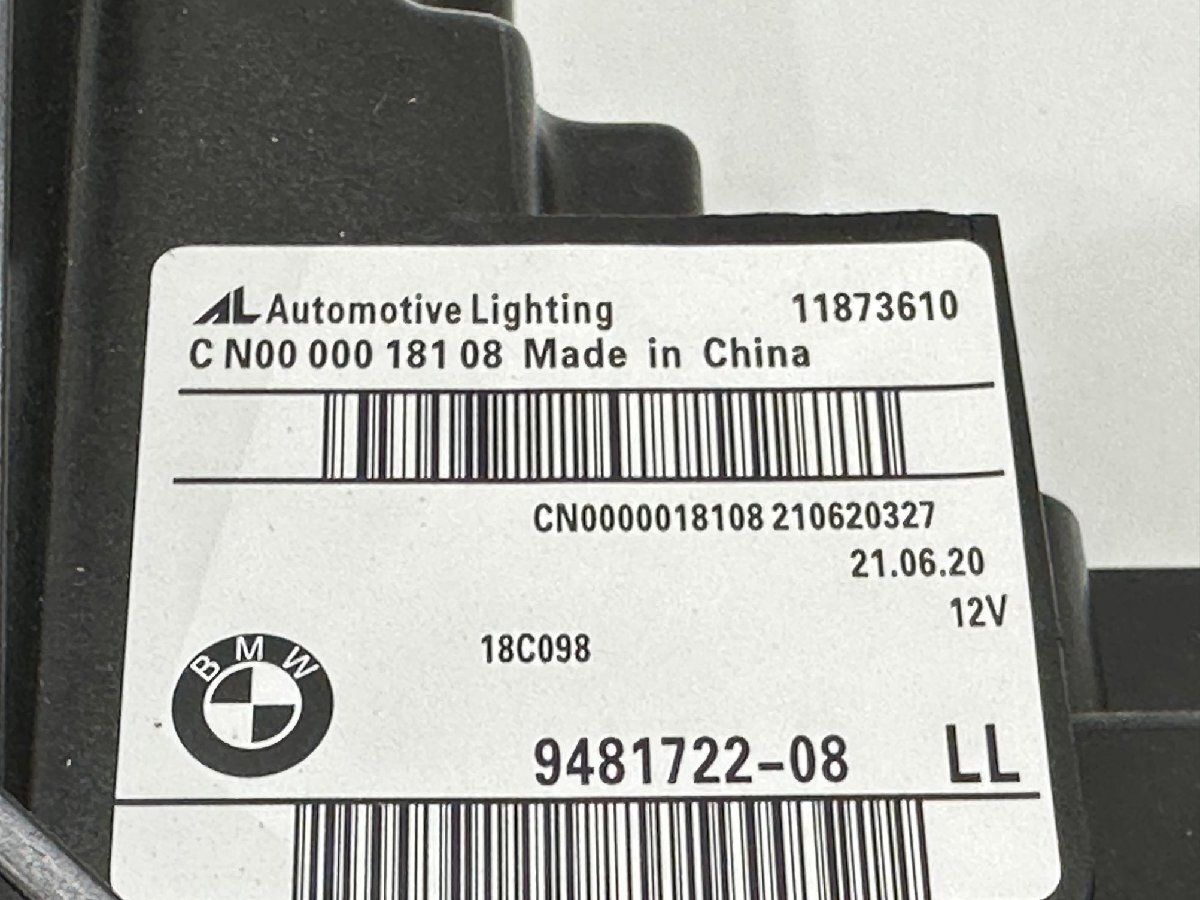 AL Automotive Lighting 11873610
C N00 000 181 08 Made in China
CN0000018108 210620327
21.06.20
12V
18C098
BMW
9481722-08 LL